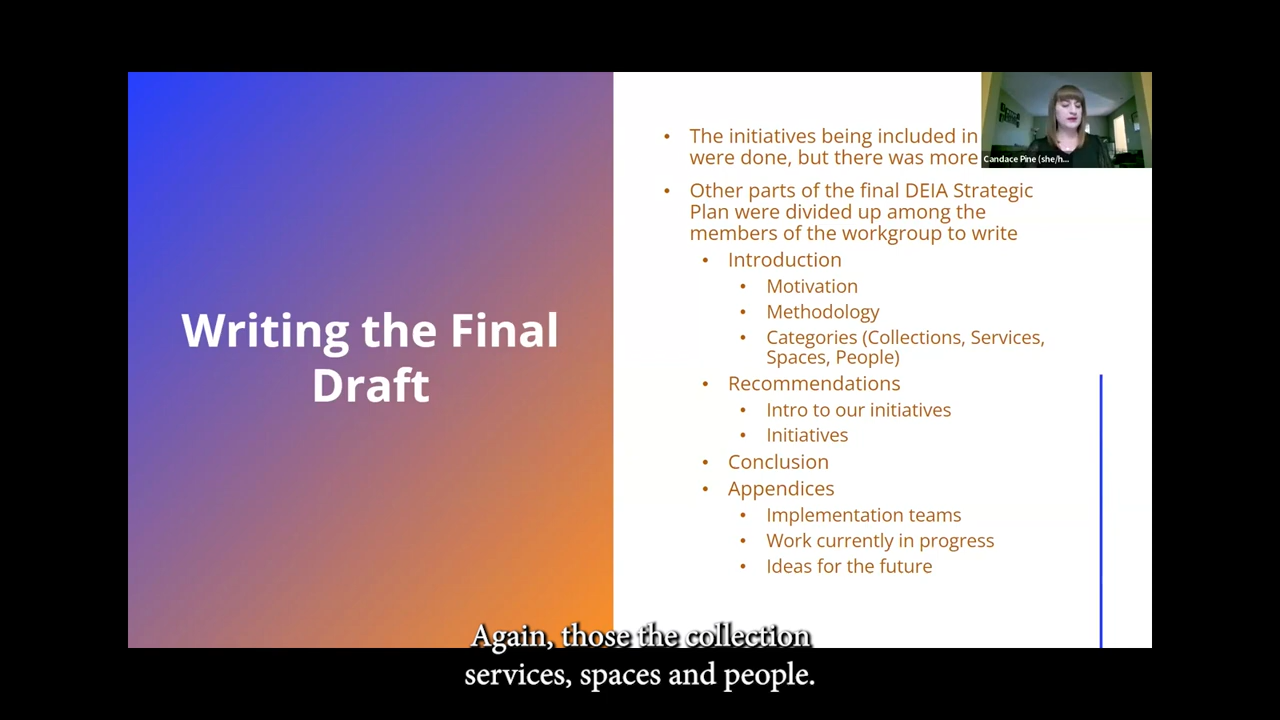 Writing the Final
Draft
The initiatives being included in
were done, but there was more
Candace Pine (she/h...
Other parts of the final DEIA Strategic
Plan were divided up among the
members of the workgroup to write
Introduction
Motivation
Methodology
Categories (Collections, Services,
Spaces, People)
Recommendations
Intro to our initiatives
Initiatives
Conclusion
Appendices
Implementation teams
Work currently in progress
Ideas for the future
Again, those the collection
services, spaces and people.